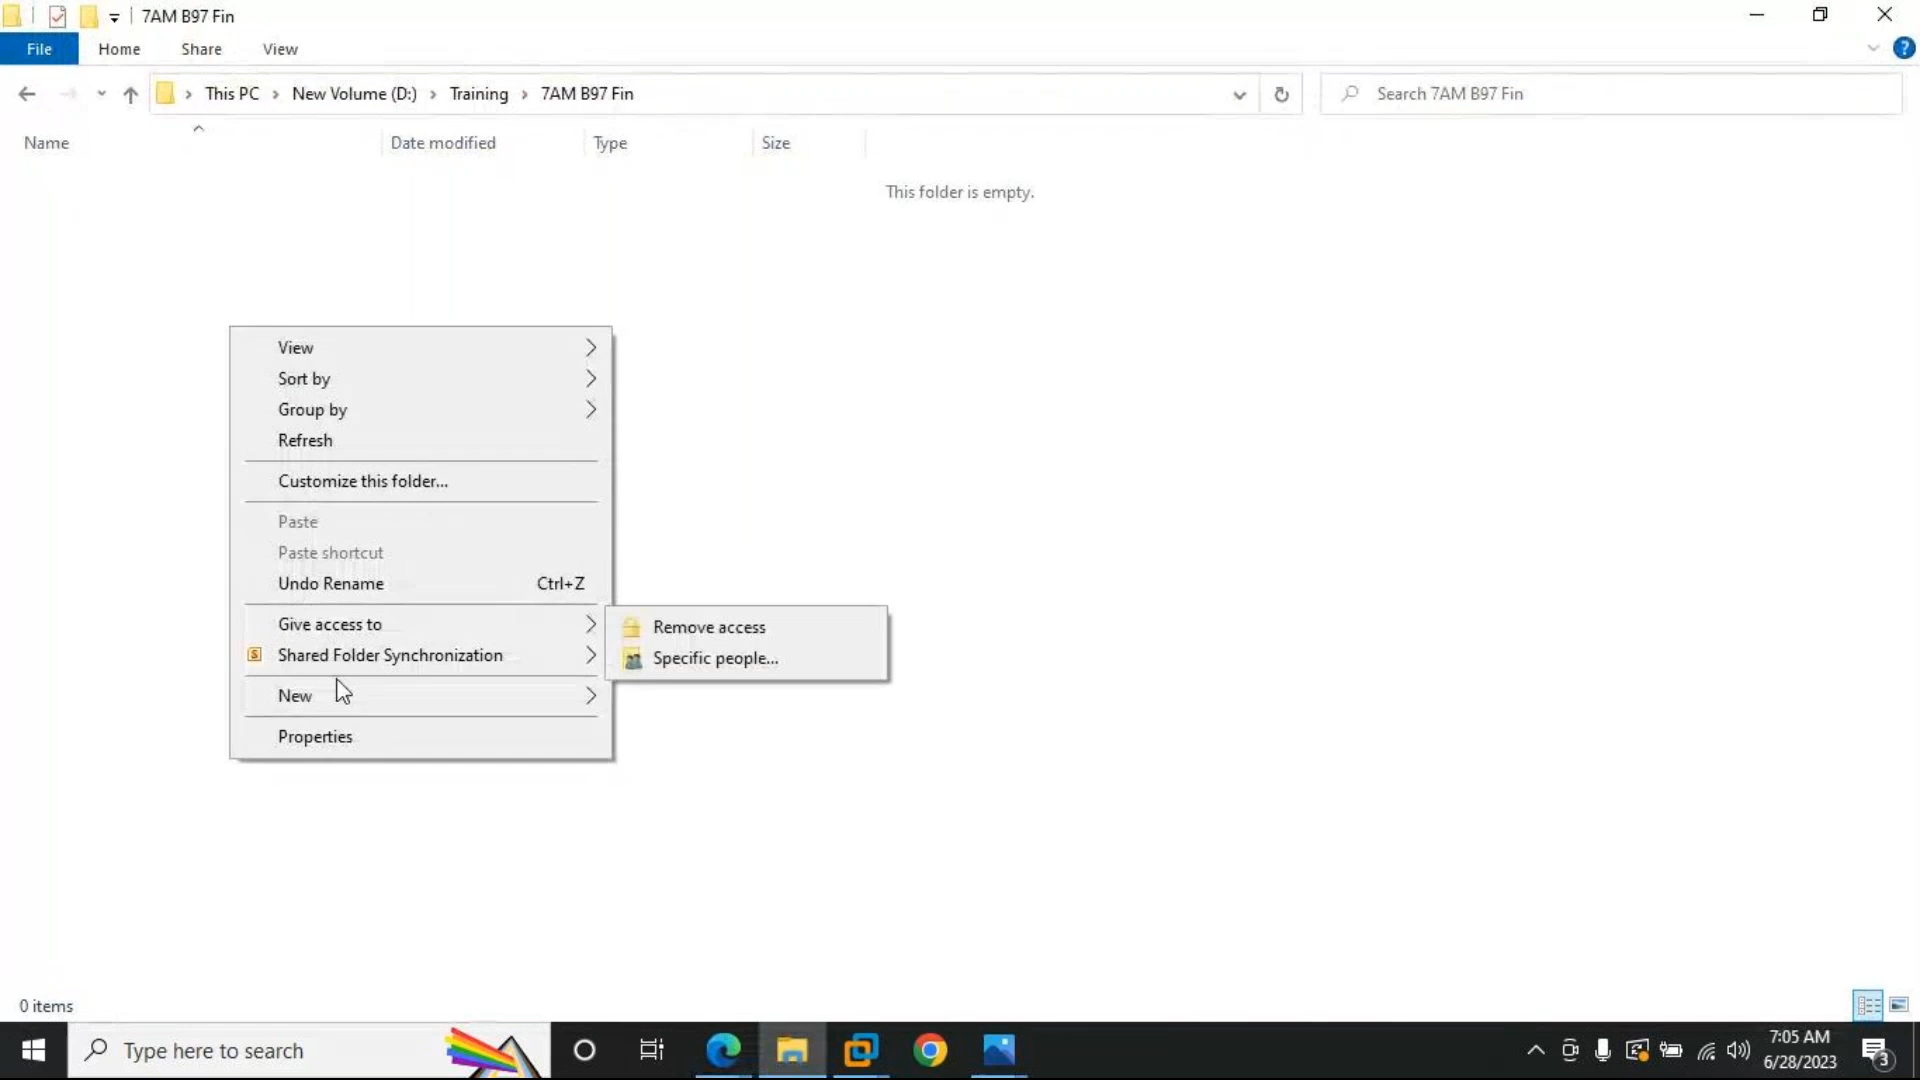 7AM B97 Fin
File Home Share View
?
This PC New Volume (D:) Training 7AM B97 Fin
Search 7AM B97 Fin
Name Date modified Type Size
This folder is empty.
View
Sort by
Group by
Refresh
Customize this folder...
Paste
Paste shortcut
Undo Rename Ctrl+Z
Give access to
S Shared Folder Synchronization
New
Properties
Remove access
Specific people...
0 items
Type here to search
7:05 AM
6/28/2023
3